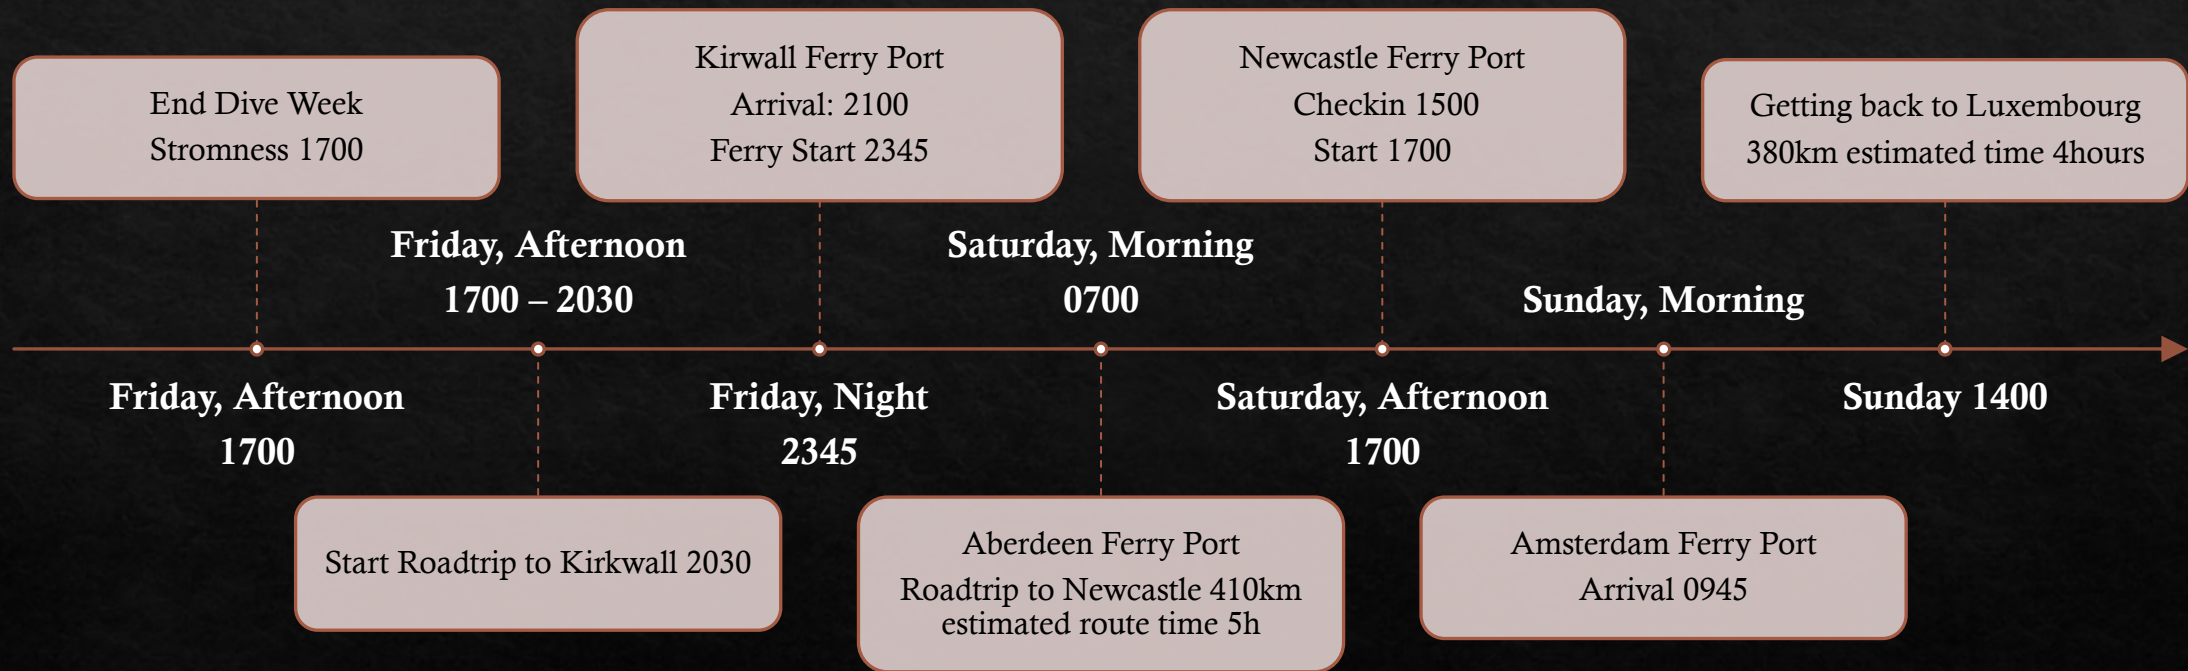 End Dive Week
Stromness 1700
Friday, Afternoon
1700
Friday, Afternoon
1700 – 2030
Start Roadtrip to Kirkwall 2030
Kirwall Ferry Port
Arrival: 2100
Ferry Start 2345
Friday, Night
2345
Saturday, Morning
0700
Aberdeen Ferry Port
Roadtrip to Newcastle 410km
estimated route time 5h
Newcastle Ferry Port
Checkin 1500
Start 1700
Saturday, Afternoon
1700
Sunday, Morning
Amsterdam Ferry Port
Arrival 0945
Getting back to Luxembourg
380km estimated time 4hours
Sunday 1400